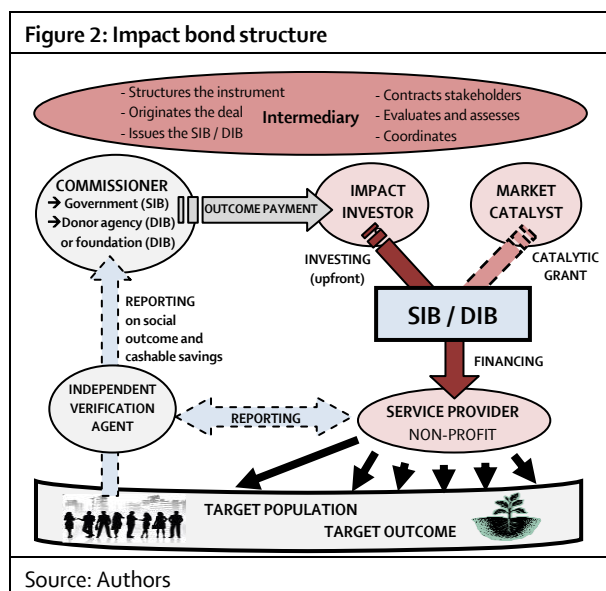 Figure 2: Impact bond structure
- Structures the instrument
- Originates the deal
- Issues the SIB / DIB
Intermediary
- Contracts stakeholders
- Evaluates and assesses
- Coordinates
COMMISSIONER
→ Government (SIB)
→Donor agency (DIB)
or foundation (DIB)
OUTCOME PAYMENT
IMPACT
INVESTOR
MARKET
CATALYST
INVESTING
(upfront)
CATALYTIC
GRANT
SIB / DIB
REPORTING
on social
outcome and
cashable savings
FINANCING
INDEPENDENT
VERIFICATION
AGENT
REPORTING
SERVICE PROVIDER
NON-PROFIT
TARGET POPULATION
TARGET OUTCOME
Source: Authors